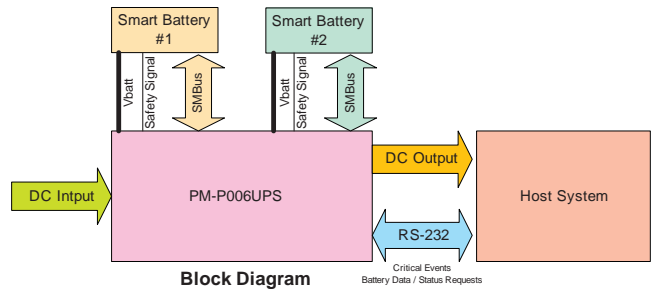 Smart Battery
#1
Smart Battery
#2
Vbatt
Safety Signal
SMBus
Vbatt
Safety Signal
SMBus
DC Intput
PM-P006UPS
DC Output
Host System
RS-232
Critical Events
Battery Data / Status Requests
Block Diagram